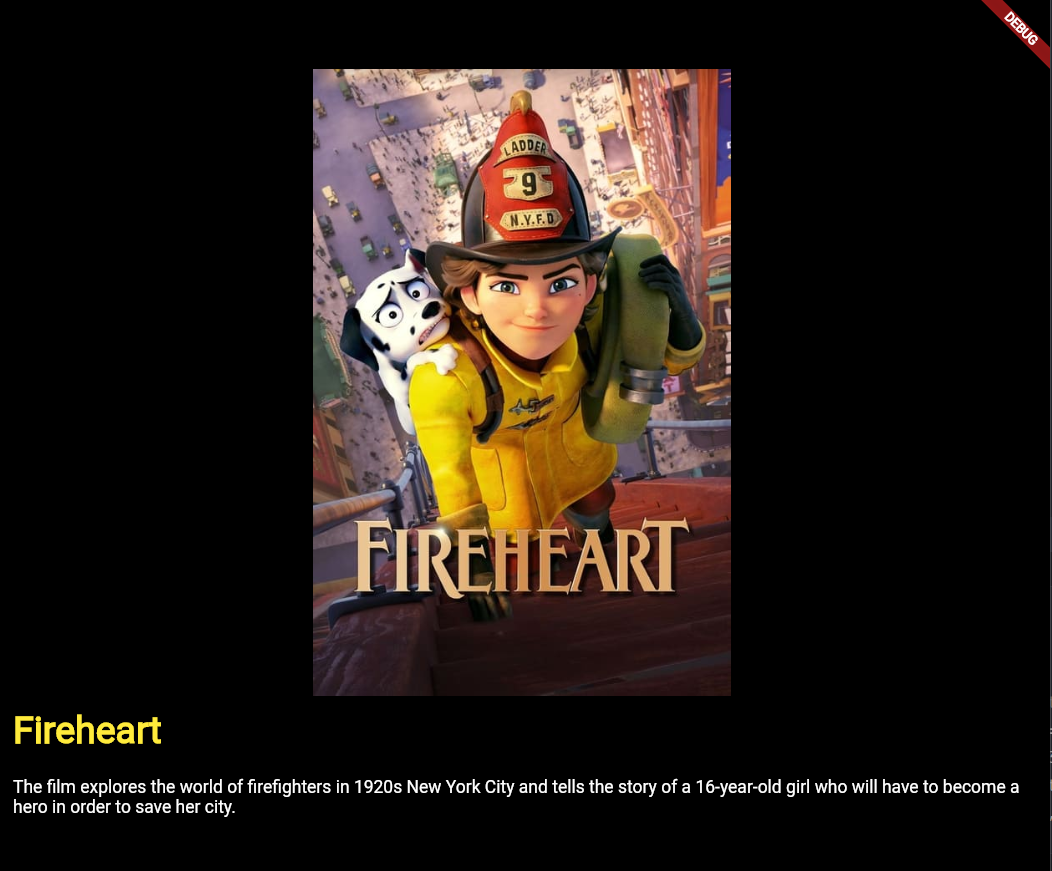 DEBUG
LADDER
9
N.Y.F.D
FIREHEART
Fireheart
The film explores the world of firefighters in 1920s New York City and tells the story of a 16-year-old girl who will have to become a
hero in order to save her city.